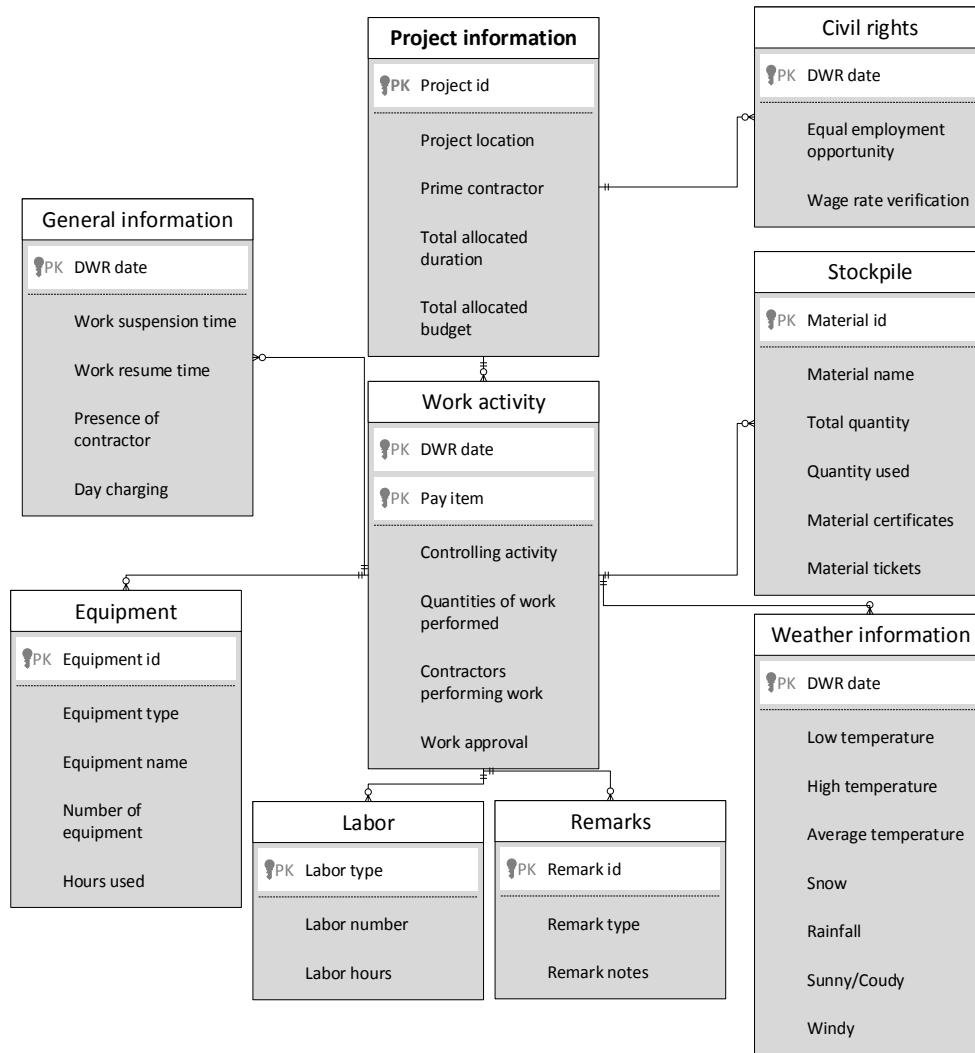 Project information
PK Project id
Project location
Prime contractor
Total allocated
duration
Total allocated
budget
Civil rights
PK DWR date
Equal employment
opportunity
Wage rate verification
General information
PK DWR date
Work suspension time
Work resume time
Presence of
contractor
Day charging
Stockpile
PK Material id
Material name
Total quantity
Quantity used
Material certificates
Material tickets
Work activity
PK DWR date
PK Pay item
Controlling activity
Quantities of work
performed
Contractors
performing work
Work approval
Equipment
PK Equipment id
Equipment type
Equipment name
Number of
equipment
Hours used
Weather information
PK DWR date
Low temperature
High temperature
Average temperature
Snow
Rainfall
Sunny/Coudy
Windy
Labor
PK Labor type
Labor number
Labor hours
Remarks
PK Remark id
Remark type
Remark notes